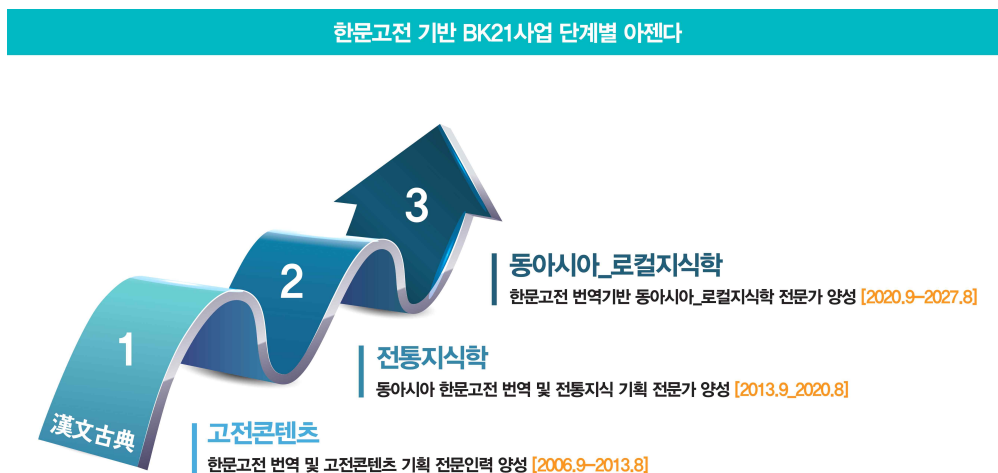 한문고전 기반 BK21사업 단계별 아젠다
3
동아시아_로컬지식학
한문고전 번역기반 동아시아_로컬지식학 전문가 양성 [2020.9-2027.8]
2
전통지식학
동아시아 한문고전 번역 및 전통지식 기획 전문가 양성 [2013.9_2020.8]
1
漢文古典
고전콘텐츠
한문고전 번역 및 고전콘텐츠 기획 전문인력 양성 [2006.9-2013.8]